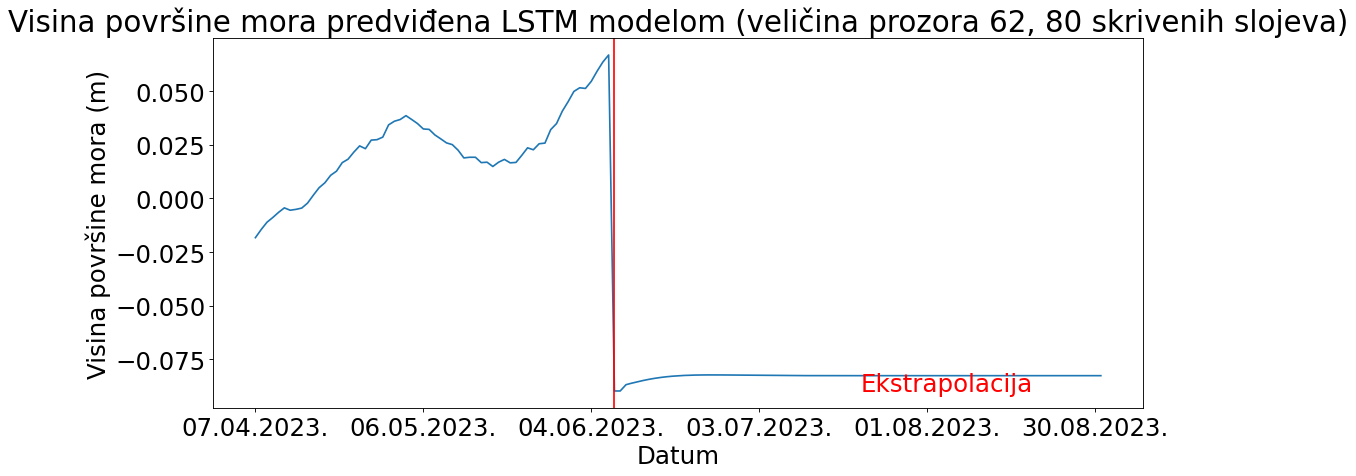 Visina površine mora predviđena LSTM modelom (veličina prozora 62, 80 skrivenih slojeva)
Visina površine mora (m)
0.050
0.025
0.000
−0.025
−0.050
−0.075
Ekstrapolacija
07.04.2023. 06.05.2023. 04.06.2023. 03.07.2023. 01.08.2023. 30.08.2023.
Datum